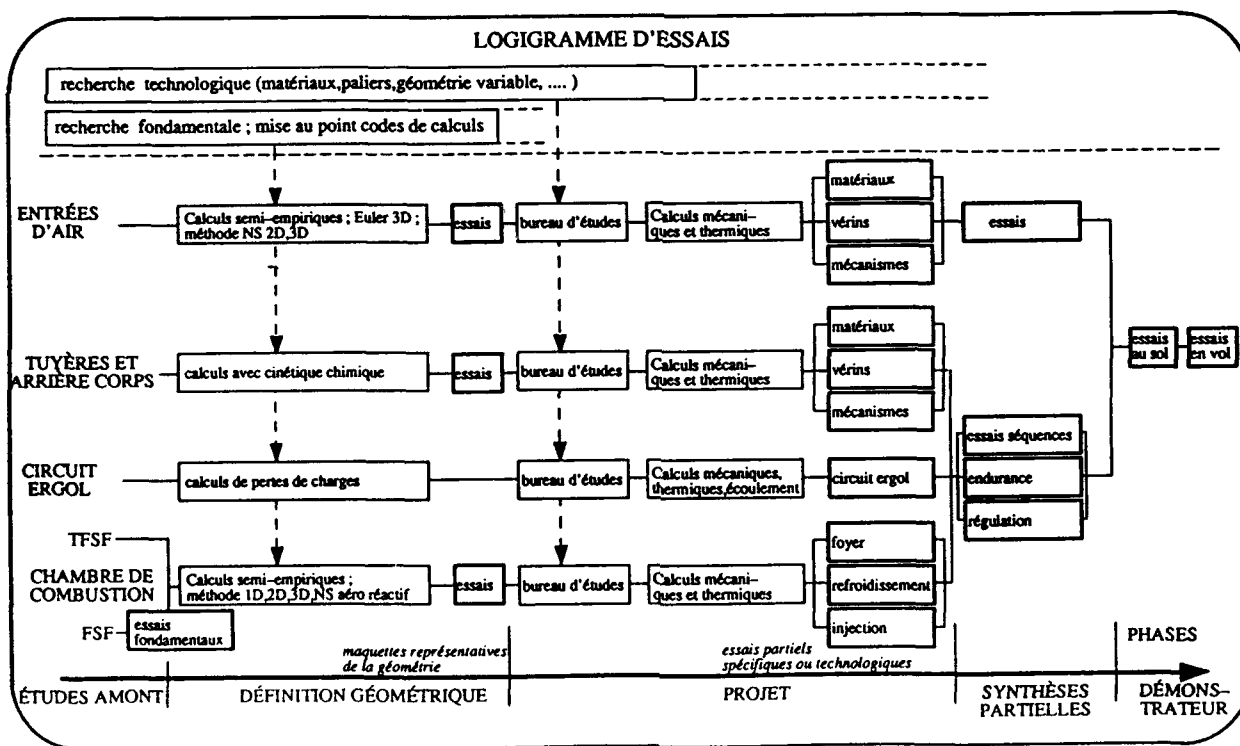 LOGIGRAMME D'ESSAIS
recherche technologique (matériaux,paliers,géométrie variable, .... )
recherche fondamentale ; mise au point codes de calculs
ENTRÉES
D'AIR
Calculs semi-empiriques ; Euler 3D ;
méthode NS 2D,3D
essais
bureau d'études
Calculs mécani-
ques et thermiques
matériaux
vérins
mécanismes
essais
TUYÈRES ET
ARRIÈRE CORPS
calculs avec cinétique chimique
essais
bureau d'études
Calculs mécani-
ques et thermiques
matériaux
vérins
mécanismes
essais
au sol
essais
en vol
CIRCUIT
ERGOL
calculs de pertes de charges
bureau d'études
Calculs mécaniques,
thermiques,écoulement
circuit ergol
essais séquences
endurance
régulation
TFSF
CHAMBRE DE
COMBUSTION
FSF
essais
fondamentaux
Calculs semi-empiriques ;
méthode 1D,2D,3D,NS aéro réactif
essais
bureau d'études
Calculs mécani-
ques et thermiques
foyer
refroidissement
injection
maquettes représentatives
de la géométrie
essais partiels
spécifiques ou technologiques
PHASES
ÉTUDES AMONT
DÉFINITION GÉOMÉTRIQUE
PROJET
SYNTHÈSES
PARTIELLES
DÉMONS-
TRATEUR